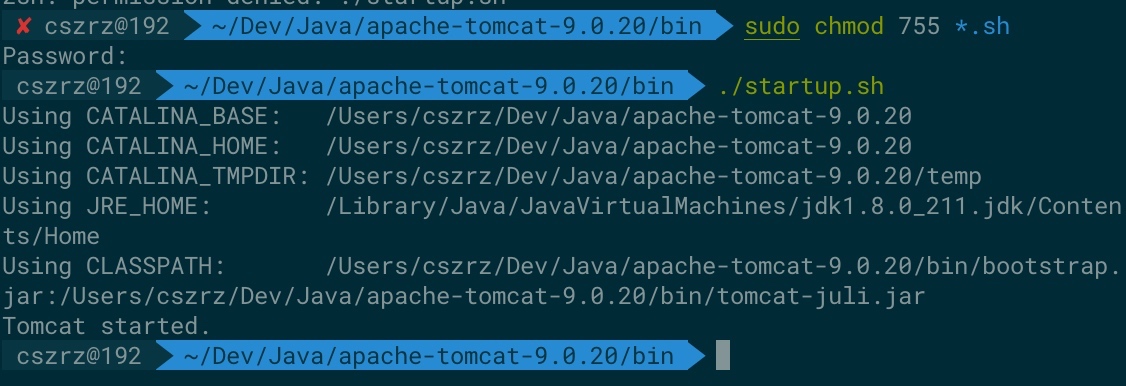 zsh: permission denied: ./startup.sh
✘ cszrz@192 ~/Dev/Java/apache-tomcat-9.0.20/bin sudo chmod 755 *.sh
Password:
cszrz@192 ~/Dev/Java/apache-tomcat-9.0.20/bin ./startup.sh
Using CATALINA_BASE:   /Users/cszrz/Dev/Java/apache-tomcat-9.0.20
Using CATALINA_HOME:   /Users/cszrz/Dev/Java/apache-tomcat-9.0.20
Using CATALINA_TMPDIR: /Users/cszrz/Dev/Java/apache-tomcat-9.0.20/temp
Using JRE_HOME:        /Library/Java/JavaVirtualMachines/jdk1.8.0_211.jdk/Conten
ts/Home
Using CLASSPATH:       /Users/cszrz/Dev/Java/apache-tomcat-9.0.20/bin/bootstrap.
jar:/Users/cszrz/Dev/Java/apache-tomcat-9.0.20/bin/tomcat-juli.jar
Tomcat started.
cszrz@192 ~/Dev/Java/apache-tomcat-9.0.20/bin